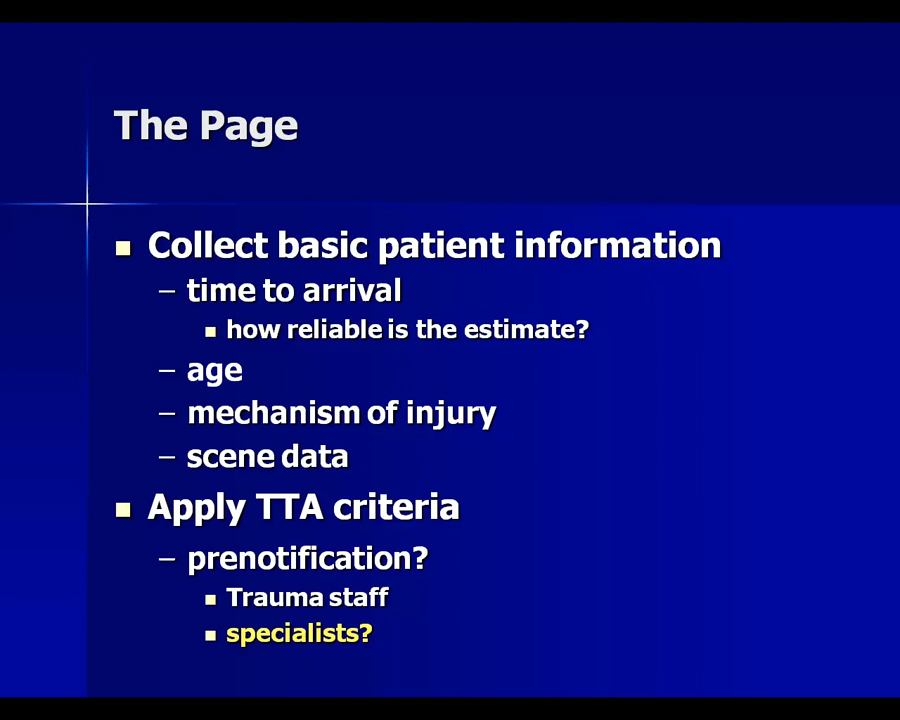 The Page
Collect basic patient information
– time to arrival
how reliable is the estimate?
– age
– mechanism of injury
– scene data
Apply TTA criteria
– prenotification?
Trauma staff
specialists?